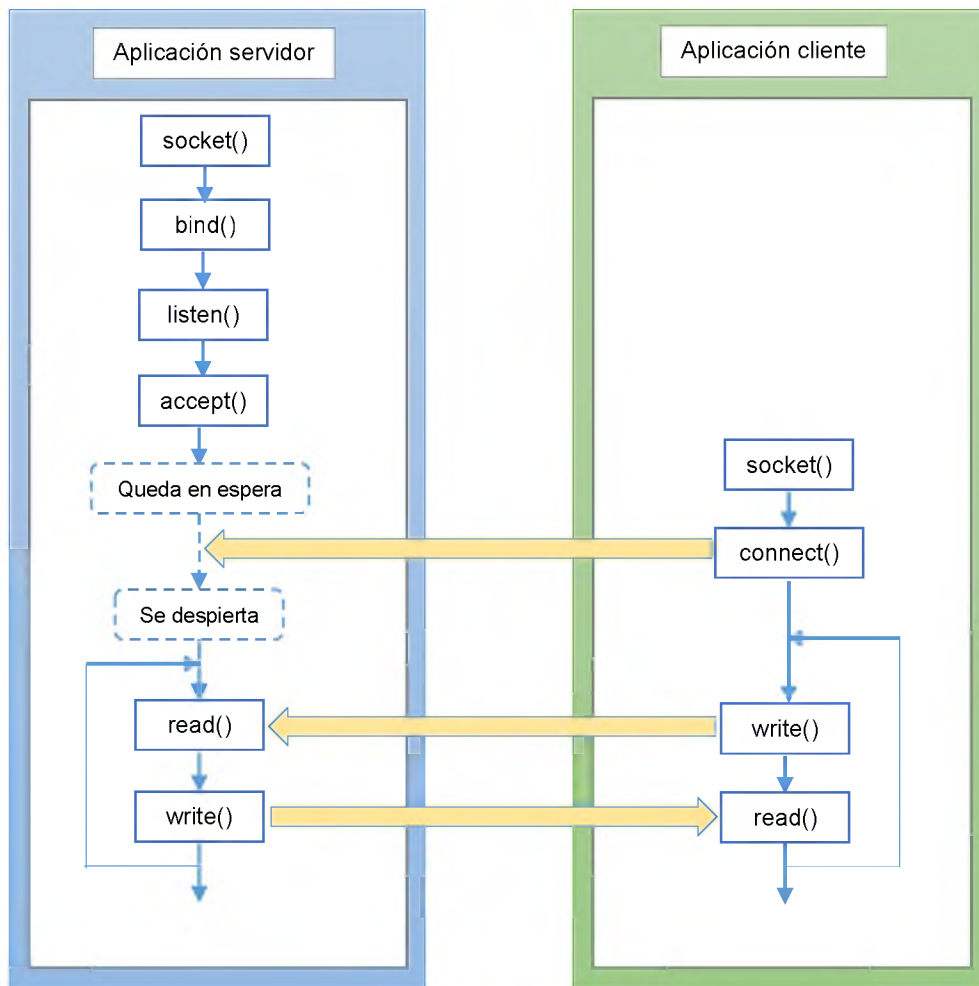 Aplicación servidor
socket()
bind()
listen()
accept()
Queda en espera
Se despierta
read()
write()
Aplicación cliente
socket()
connect()
write()
read()